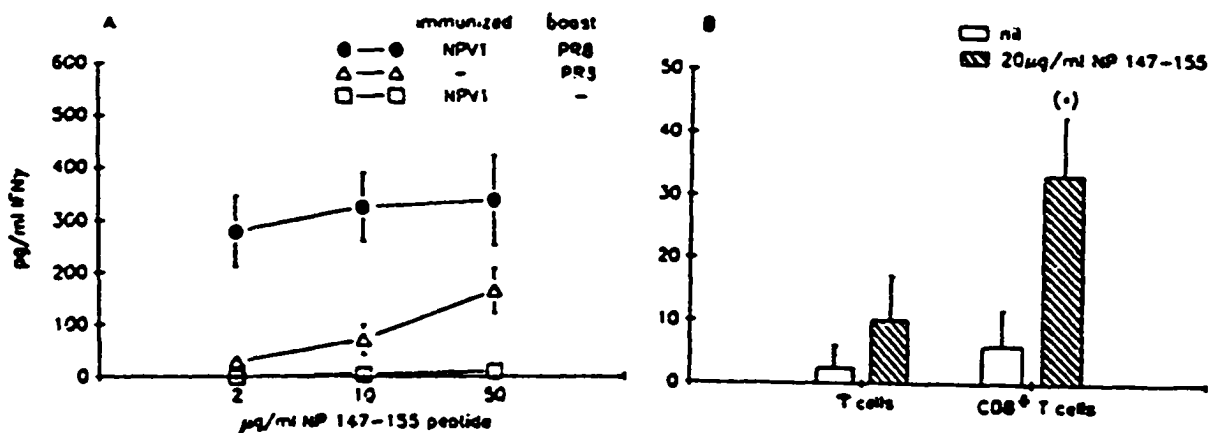 A
immunized boost
NPV1 PR8
- PR3
NPV1 -
600
500
400
300
200
100
0
pg/ml IFNγ
2 10 50
μg/ml NP 147-155 peptide
B
nil
20μg/ml NP 147-155
50
40
30
20
10
0
(•)
T cells CD8+ T cells